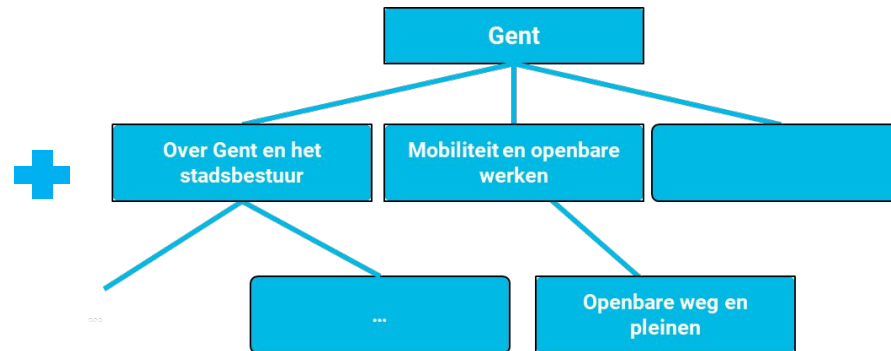 Gent
Over Gent en het
stadsbestuur
Mobiliteit en openbare
werken
...
...
Openbare weg en
pleinen